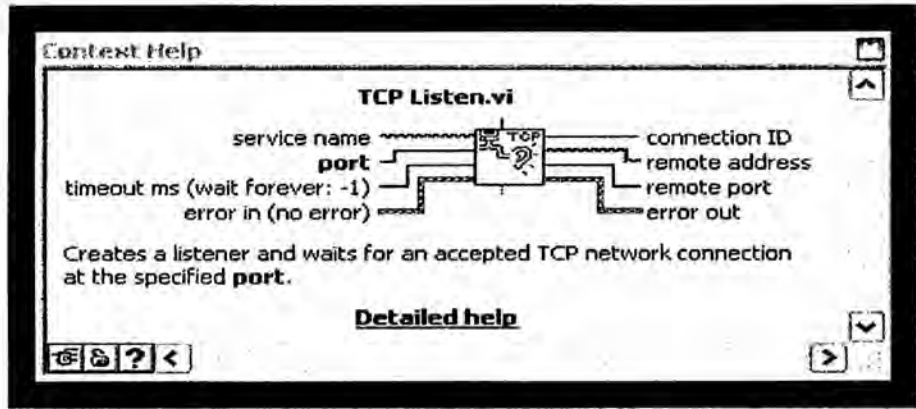 Context Help
TCP Listen.vi
service name
TCP
connection ID
port
remote address
timeout ms (wait forever: -1)
remote port
error in (no error)
error out
Creates a listener and waits for an accepted TCP network connection
at the specified port.
Detailed help
?